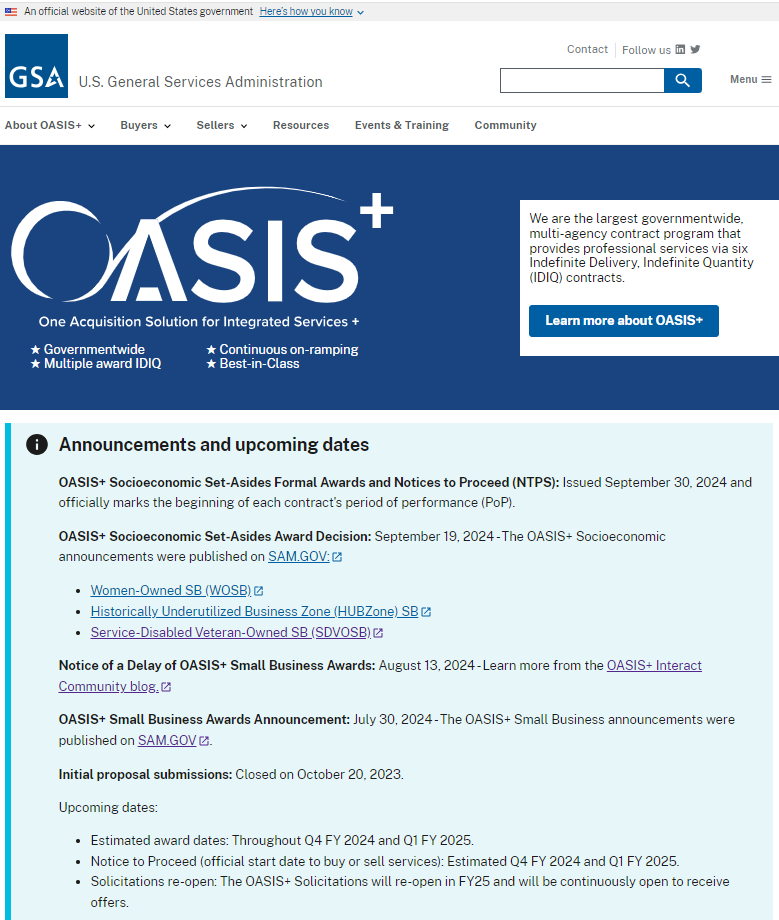 An official website of the United States government Here's how you know
GSA
U.S. General Services Administration
Contact
Follow us
Menu
About OASIS+
Buyers
Sellers
Resources
Events & Training
Community
OASIS+
One Acquisition Solution for Integrated Services +
★ Governmentwide
★ Continuous on-ramping
★ Multiple award IDIQ
★ Best-in-Class
We are the largest governmentwide,
multi-agency contract program that
provides professional services via six
Indefinite Delivery, Indefinite Quantity
(IDIQ) contracts.
Learn more about OASIS+
Announcements and upcoming dates
OASIS+ Socioeconomic Set-Asides Formal Awards and Notices to Proceed (NTPS): Issued September 30, 2024 and
officially marks the beginning of each contract's period of performance (PoP).
OASIS+ Socioeconomic Set-Asides Award Decision: September 19, 2024 - The OASIS+ Socioeconomic
announcements were published on SAM.GOV:
• Women-Owned SB (WOSB)
• Historically Underutilized Business Zone (HUBZone) SB
• Service-Disabled Veteran-Owned SB (SDVOSB)
Notice of a Delay of OASIS+ Small Business Awards: August 13, 2024 - Learn more from the OASIS+ Interact
Community blog.
OASIS+ Small Business Awards Announcement: July 30, 2024 - The OASIS+ Small Business announcements were
published on SAM.GOV.
Initial proposal submissions: Closed on October 20, 2023.
Upcoming dates:
• Estimated award dates: Throughout Q4 FY 2024 and Q1 FY 2025.
• Notice to Proceed (official start date to buy or sell services): Estimated Q4 FY 2024 and Q1 FY 2025.
• Solicitations re-open: The OASIS+ Solicitations will re-open in FY25 and will be continuously open to receive
offers.